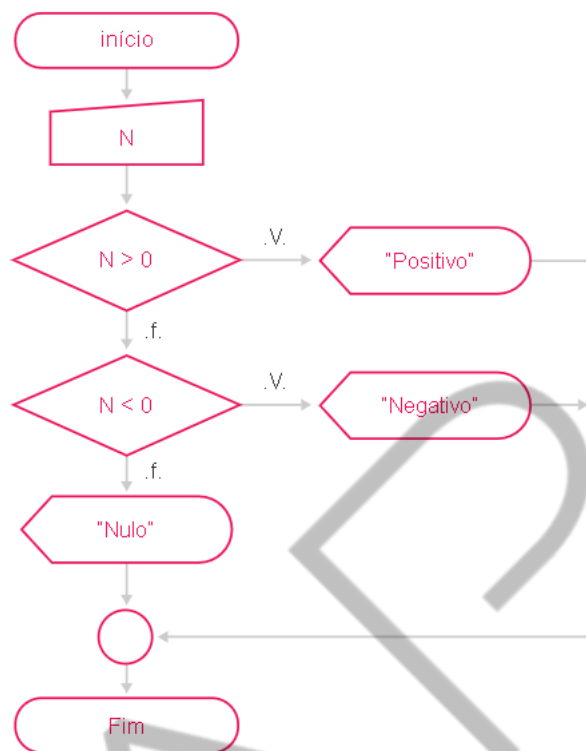 início
N
N > 0
.V.
"Positivo"
.f.
N < 0
.V.
"Negativo"
.f.
"Nulo"
Fim